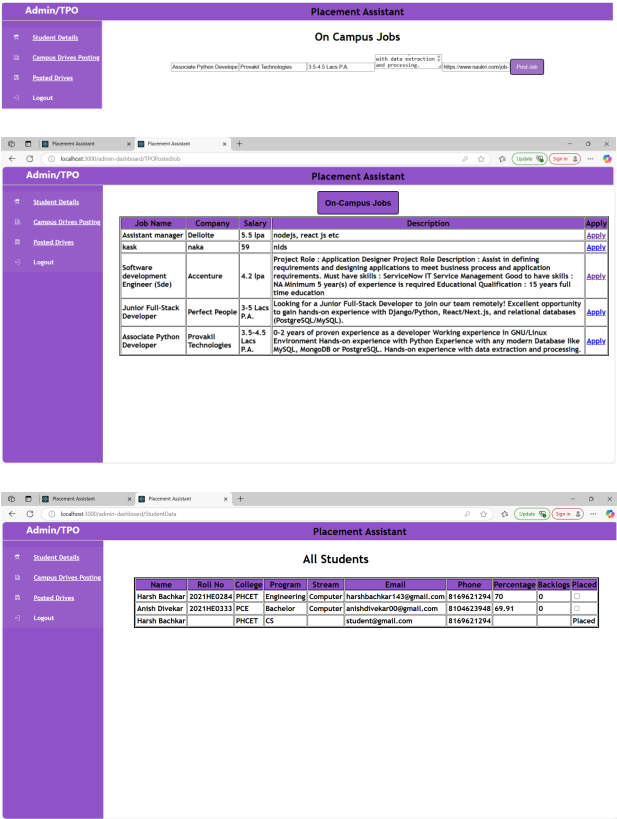 Admin/TPO
Placement Assistant
Student Details
Campus Drives Posting
Posted Drives
Logout
On Campus Jobs
Associate Python Develope
Provakil Technologies
3.5-4.5 Lacs P.A.
with data extraction
and processing.
https://www.naukri.com/job-
Post Job
Placement Assistant
Placement Assistant
localhost:3000/admin-dashboard/TPOPostedJob
Update
Sign in
Admin/TPO
Placement Assistant
Student Details
Campus Drives Posting
Posted Drives
Logout
On-Campus Jobs
Job Name Company Salary Description Apply
Assistant manager Delloite 5.5 lpa nodejs, react js etc Apply
kask naka 59 nlds Apply
Software development Engineer (Sde) Accenture 4.2 lpa Project Role : Application Designer Project Role Description : Assist in defining
requirements and designing applications to meet business process and application
requirements. Must have skills : ServiceNow IT Service Management Good to have skills :
NA Minimum 5 year(s) of experience is required Educational Qualification : 15 years full
time education Apply
Junior Full-Stack Developer Perfect People 3-5 Lacs P.A. Looking for a Junior Full-Stack Developer to join our team remotely! Excellent opportunity
to gain hands-on experience with Django/Python, React/Next.js, and relational databases
(PostgreSQL/MySQL). Apply
Associate Python Developer Provakil Technologies 3.5-4.5 Lacs P.A. 0-2 years of proven experience as a developer Working experience in GNU/Linux
Environment Hands-on experience with Python Experience with any modern Database like
MySQL, MongoDB or PostgreSQL. Hands-on experience with data extraction and processing. Apply
Placement Assistant
Placement Assistant
localhost:3000/admin-dashboard/StudentData
Update
Sign in
Admin/TPO
Placement Assistant
Student Details
Campus Drives Posting
Posted Drives
Logout
All Students
Name Roll No College Program Stream Email Phone Percentage Backlogs Placed
Harsh Bachkar 2021HE0284 PHCET Engineering Computer harshbachkar143@gmail.com 8169621294 70 0
Anish Divekar 2021HE0333 PCE Bachelor Computer anishdivekar00@gmail.com 8104623948 69.91 0
Harsh Bachkar PHCET CS student@gmail.com 8169621294 Placed